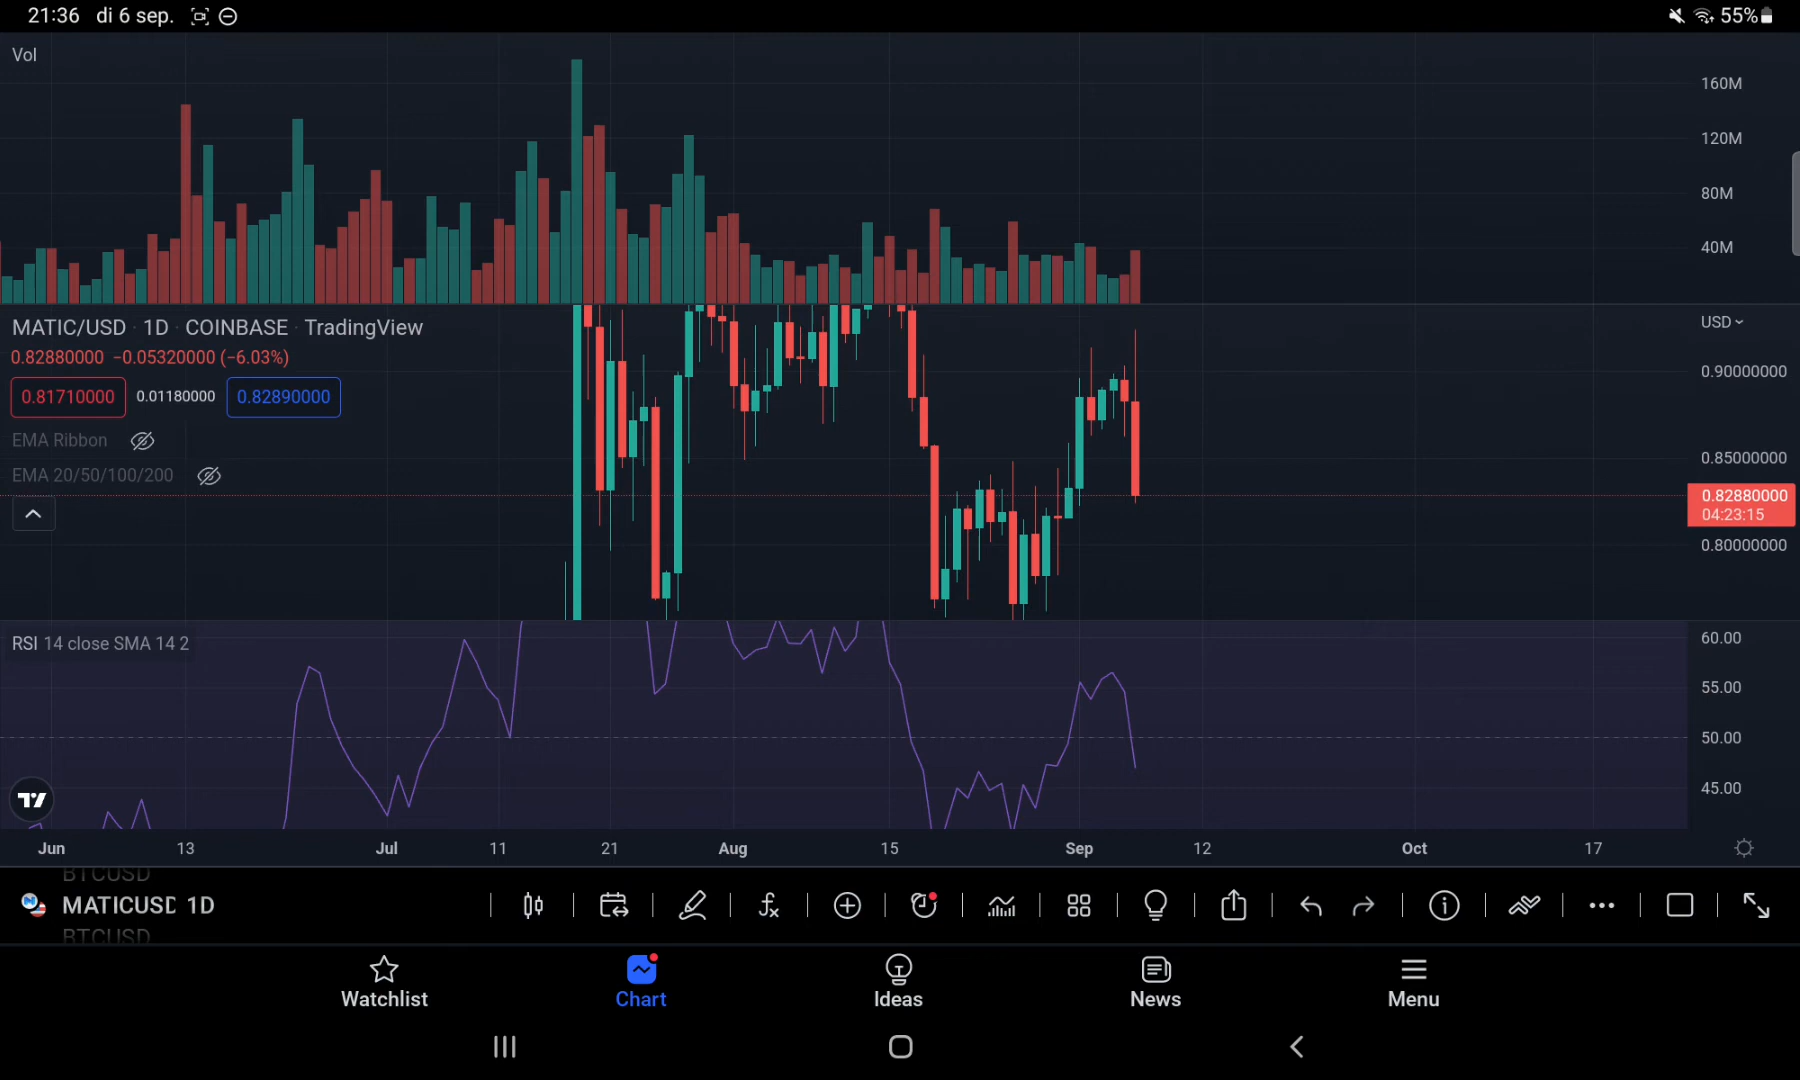 21:36 di 6 sep. 55%
Vol
160M
120M
80M
40M
MATIC/USD · 1D · COINBASE · TradingView
USD
0.82880000 −0.05320000 (−6.03%)
0.81710000 0.01180000 0.82890000
0.90000000
EMA Ribbon
0.85000000
EMA 20/50/100/200
0.82880000
04:23:15
0.80000000
RSI 14 close SMA 14 2
60.00
55.00
50.00
45.00
Jun 13 Jul 11 21 Aug 15 Sep 12 Oct 17
BTCUSD
MATICUSD 1D
BTCUSD
Watchlist Chart Ideas News Menu